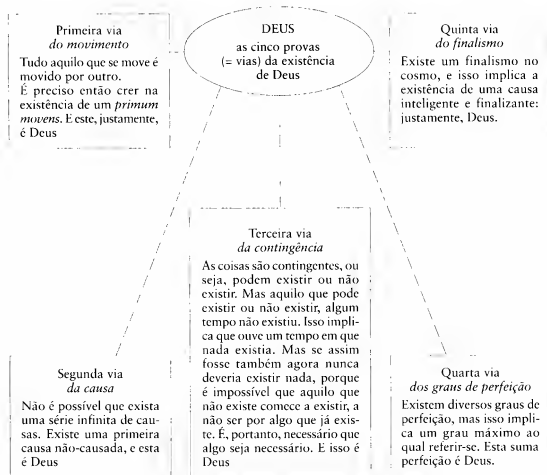 DEUS
as cinco provas
(= vias) da existência
de Deus
Primeira via
do movimento
Tudo aquilo que se move é
movido por outro.
É preciso então crer na
existência de um primum
movens. E este, justamente,
é Deus
Quinta via
do finalismo
Existe um finalismo no
cosmo, e isso implica a
existência de uma causa
inteligente e finalizante:
justamente, Deus.
Terceira via
da contingência
As coisas são contingentes, ou
seja, podem existir ou não
existir. Mas aquilo que pode
existir ou não existir, algum
tempo não existiu. Isso impli-
ca que ouve um tempo em que
nada existia. Mas se assim
fosse também agora nunca
deveria existir nada, porque
é impossível que aquilo que
não existe comece a existir, a
não ser por algo que já exis-
te. É, portanto, necessário que
algo seja necessário. E isso é
Deus
Segunda via
da causa
Não é possível que exista
uma série infinita de cau-
sas. Existe uma primeira
causa não-causada, e esta
é Deus
Quarta via
dos graus de perfeição
Existem diversos graus de
perfeição, mas isso impli-
ca um grau máximo ao
qual referir-se. Esta suma
perfeição é Deus.